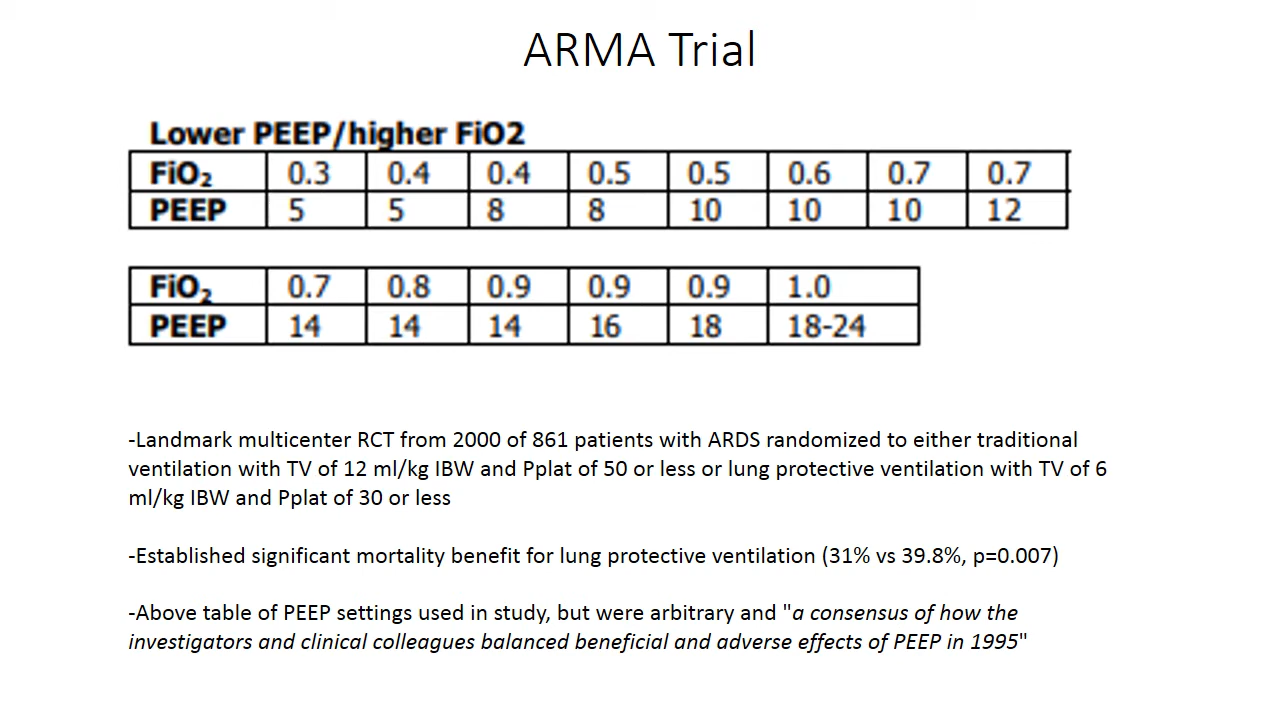 ARMA Trial
Lower PEEP/higher FiO2
FiO₂ 0.3 0.4 0.4 0.5 0.5 0.6 0.7 0.7
PEEP 5 5 8 8 10 10 10 12
FiO₂ 0.7 0.8 0.9 0.9 0.9 1.0
PEEP 14 14 14 16 18 18-24
-Landmark multicenter RCT from 2000 of 861 patients with ARDS randomized to either traditional
ventilation with TV of 12 ml/kg IBW and Pplat of 50 or less or lung protective ventilation with TV of 6
ml/kg IBW and Pplat of 30 or less
-Established significant mortality benefit for lung protective ventilation (31% vs 39.8%, p=0.007)
-Above table of PEEP settings used in study, but were arbitrary and "a consensus of how the
investigators and clinical colleagues balanced beneficial and adverse effects of PEEP in 1995"